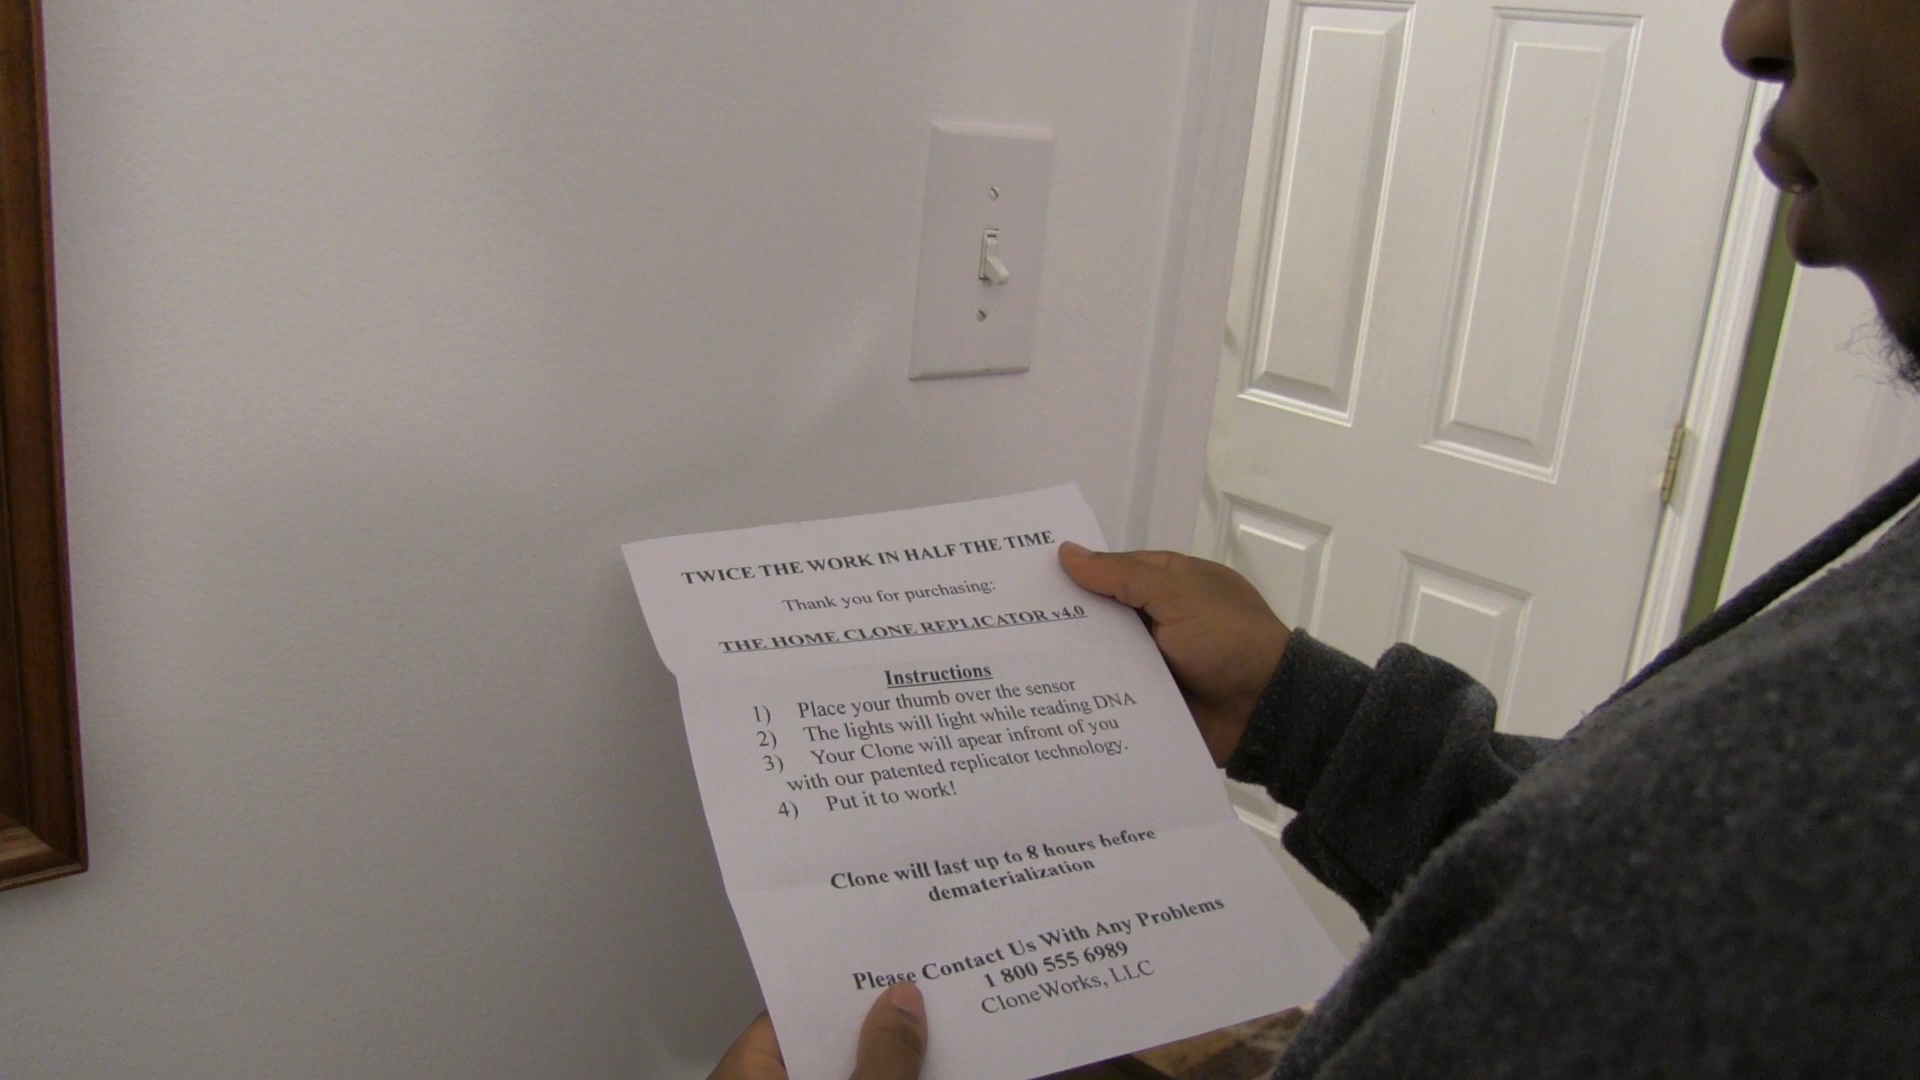 TWICE THE WORK IN HALF THE TIME
Thank you for purchasing:
THE HOME CLONE REPLICATOR v4.0
Instructions
1) Place your thumb over the sensor
2) The lights will light while reading DNA
3) Your Clone will apear infront of you
with our patented replicator technology.
4) Put it to work!
Clone will last up to 8 hours before
dematerialization
Please Contact Us With Any Problems
1 800 555 6989
CloneWorks, LLC